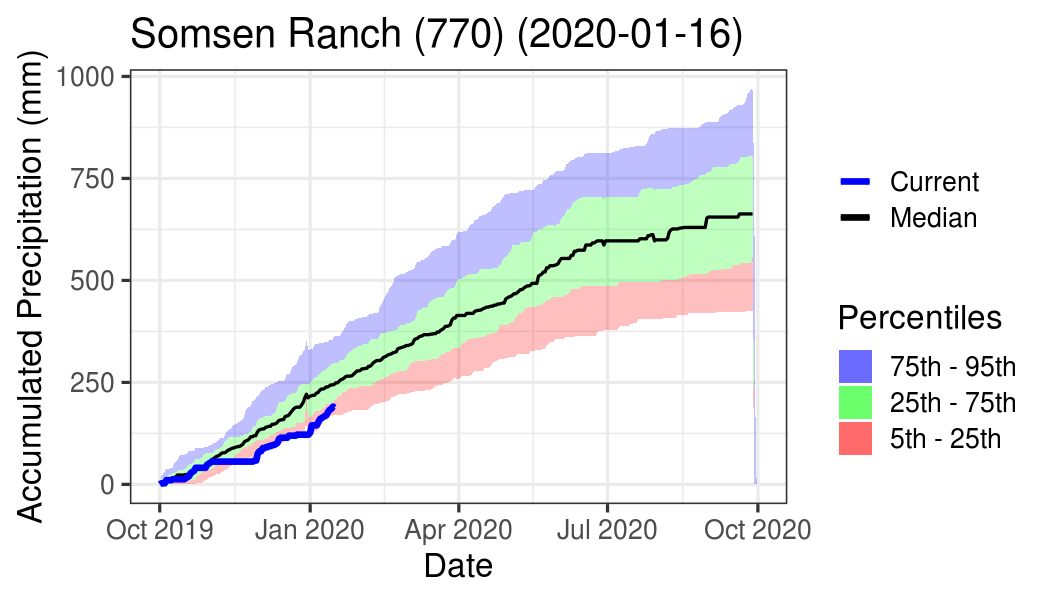 Somsen Ranch (770) (2020-01-16)
Accumulated Precipitation (mm)
1000
750
500
250
0
Oct 2019
Jan 2020
Apr 2020
Jul 2020
Oct 2020
Date
Current
Median
Percentiles
75th - 95th
25th - 75th
5th - 25th